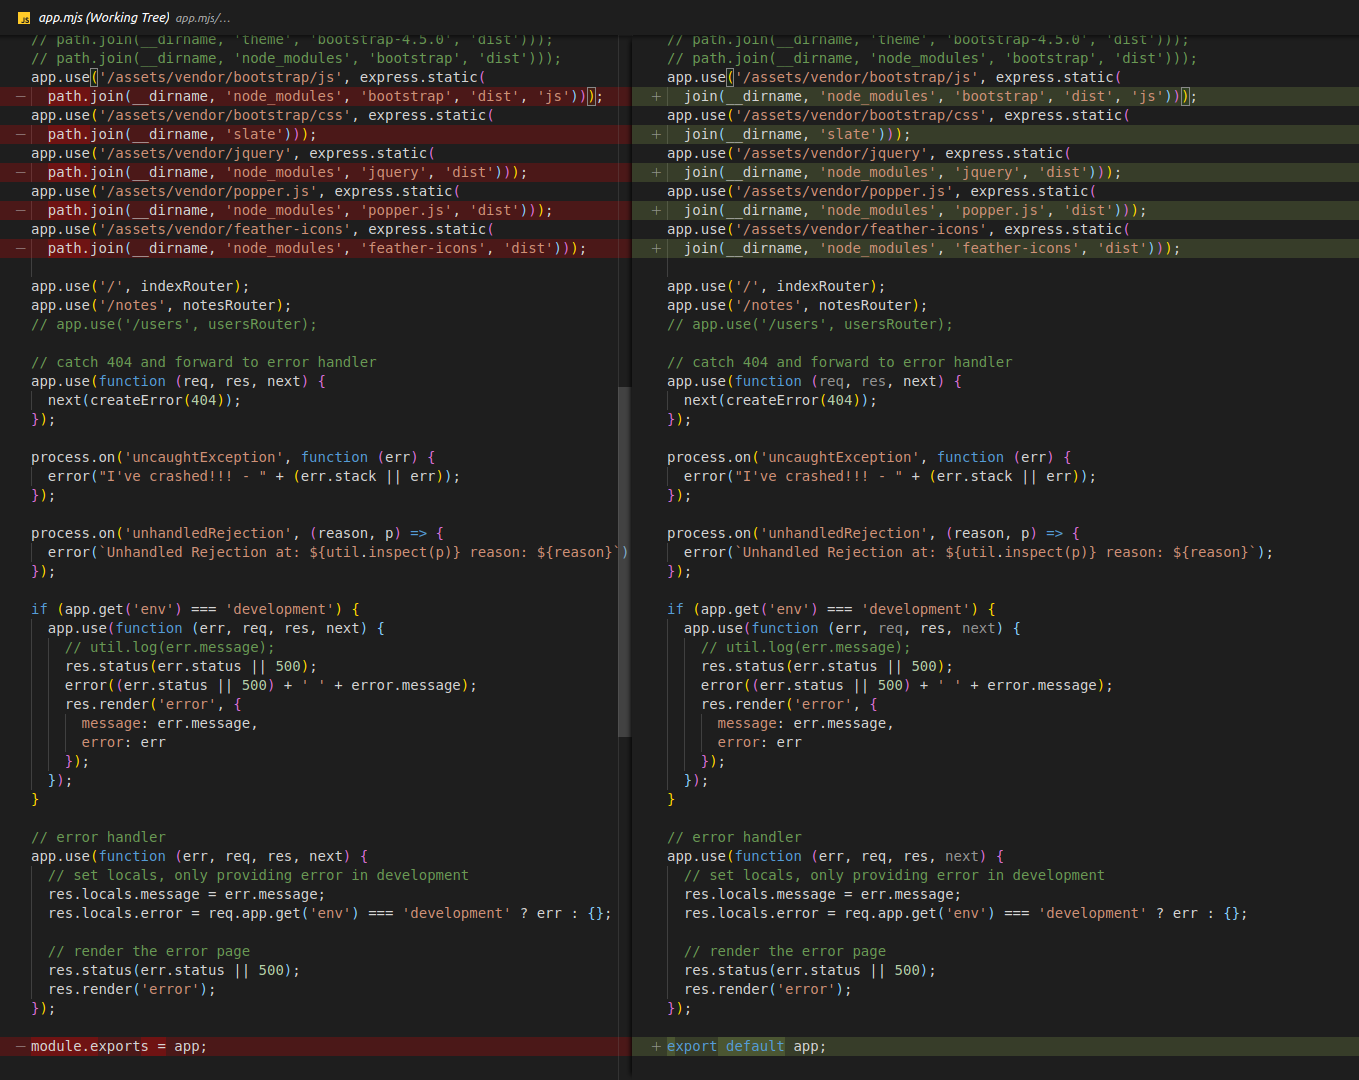 JS app.mjs (Working Tree) app.mjs/...
// path.join(__dirname, 'theme', 'bootstrap-4.5.0', 'dist')));
// path.join(__dirname, 'node_modules', 'bootstrap', 'dist')));
app.use('/assets/vendor/bootstrap/js', express.static(
− path.join(__dirname, 'node_modules', 'bootstrap', 'dist', 'js')));
app.use('/assets/vendor/bootstrap/css', express.static(
− path.join(__dirname, 'slate')));
app.use('/assets/vendor/jquery', express.static(
− path.join(__dirname, 'node_modules', 'jquery', 'dist')));
app.use('/assets/vendor/popper.js', express.static(
− path.join(__dirname, 'node_modules', 'popper.js', 'dist')));
app.use('/assets/vendor/feather-icons', express.static(
− path.join(__dirname, 'node_modules', 'feather-icons', 'dist')));
app.use('/', indexRouter);
app.use('/notes', notesRouter);
// app.use('/users', usersRouter);
// catch 404 and forward to error handler
app.use(function (req, res, next) {
next(createError(404));
});
process.on('uncaughtException', function (err) {
error("I've crashed!!! - " + (err.stack || err));
});
process.on('unhandledRejection', (reason, p) => {
error(`Unhandled Rejection at: ${util.inspect(p)} reason: ${reason}`)
});
if (app.get('env') === 'development') {
app.use(function (err, req, res, next) {
// util.log(err.message);
res.status(err.status || 500);
error((err.status || 500) + ' ' + error.message);
res.render('error', {
message: err.message,
error: err
});
});
}
// error handler
app.use(function (err, req, res, next) {
// set locals, only providing error in development
res.locals.message = err.message;
res.locals.error = req.app.get('env') === 'development' ? err : {};
// render the error page
res.status(err.status || 500);
res.render('error');
});
− module.exports = app;
// path.join(__dirname, 'theme', 'bootstrap-4.5.0', 'dist')));
// path.join(__dirname, 'node_modules', 'bootstrap', 'dist')));
app.use('/assets/vendor/bootstrap/js', express.static(
+ join(__dirname, 'node_modules', 'bootstrap', 'dist', 'js')));
app.use('/assets/vendor/bootstrap/css', express.static(
+ join(__dirname, 'slate')));
app.use('/assets/vendor/jquery', express.static(
+ join(__dirname, 'node_modules', 'jquery', 'dist')));
app.use('/assets/vendor/popper.js', express.static(
+ join(__dirname, 'node_modules', 'popper.js', 'dist')));
app.use('/assets/vendor/feather-icons', express.static(
+ join(__dirname, 'node_modules', 'feather-icons', 'dist')));
app.use('/', indexRouter);
app.use('/notes', notesRouter);
// app.use('/users', usersRouter);
// catch 404 and forward to error handler
app.use(function (req, res, next) {
next(createError(404));
});
process.on('uncaughtException', function (err) {
error("I've crashed!!! - " + (err.stack || err));
});
process.on('unhandledRejection', (reason, p) => {
error(`Unhandled Rejection at: ${util.inspect(p)} reason: ${reason}`);
});
if (app.get('env') === 'development') {
app.use(function (err, req, res, next) {
// util.log(err.message);
res.status(err.status || 500);
error((err.status || 500) + ' ' + error.message);
res.render('error', {
message: err.message,
error: err
});
});
}
// error handler
app.use(function (err, req, res, next) {
// set locals, only providing error in development
res.locals.message = err.message;
res.locals.error = req.app.get('env') === 'development' ? err : {};
// render the error page
res.status(err.status || 500);
res.render('error');
});
+ export default app;